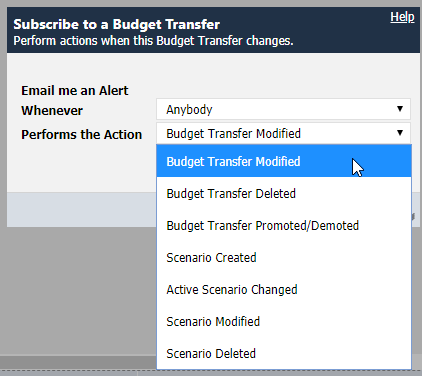 Subscribe to a Budget Transfer
Help
Perform actions when this Budget Transfer changes.
Email me an Alert
Whenever
Anybody
Performs the Action
Budget Transfer Modified
Budget Transfer Modified
Budget Transfer Deleted
Budget Transfer Promoted/Demoted
Scenario Created
Active Scenario Changed
Scenario Modified
Scenario Deleted